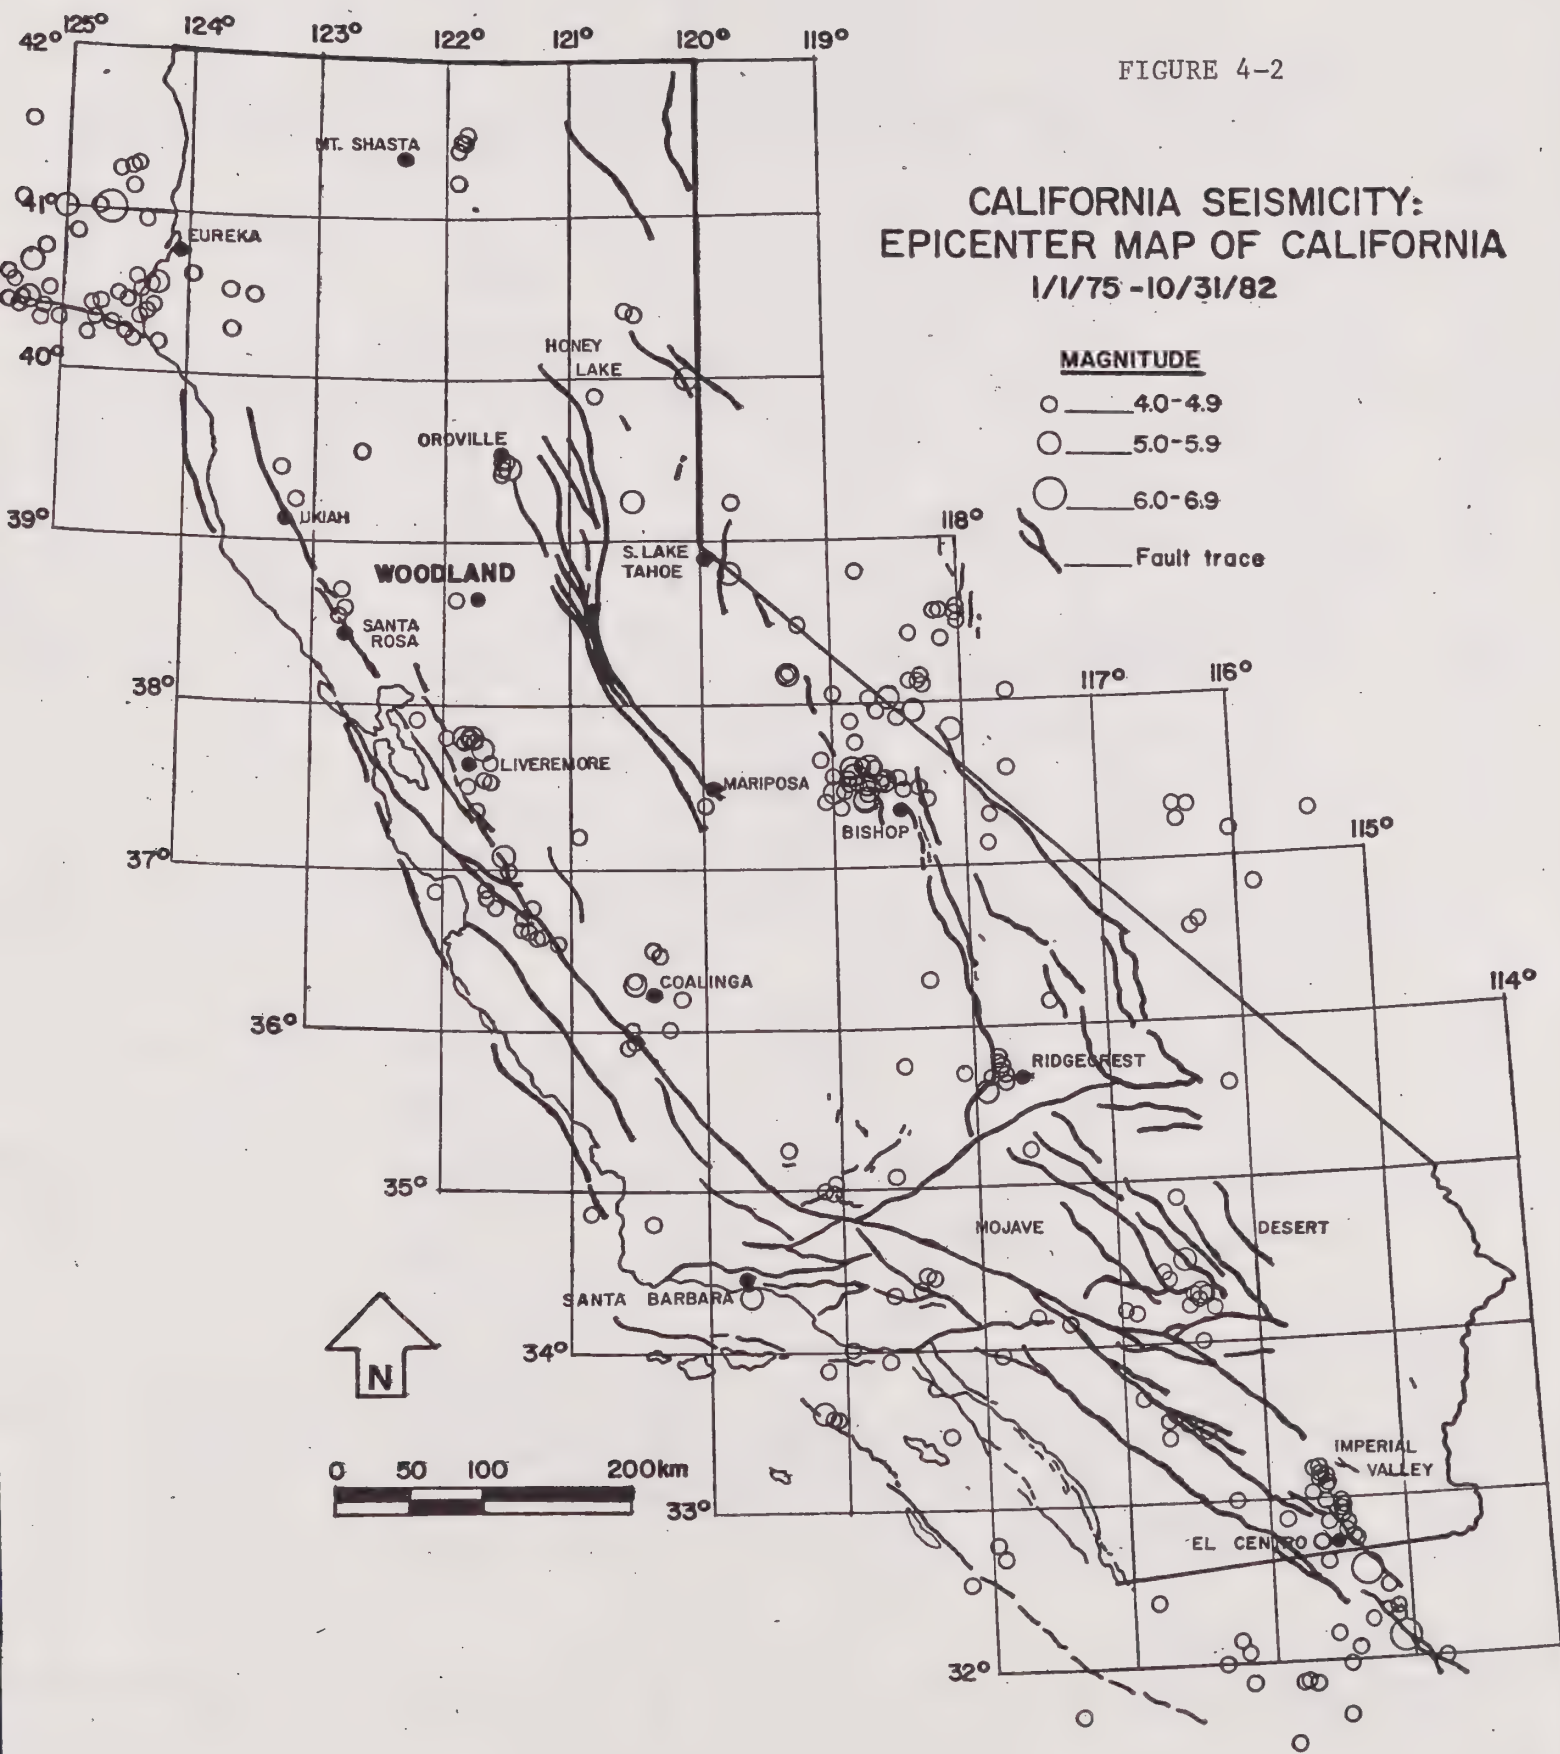 FIGURE 4-2
125° 124° 123° 122° 121° 120° 119°
42°
CALIFORNIA SEISMICITY:
EPICENTER MAP OF CALIFORNIA
1/1/75 -10/31/82
MAGNITUDE
4.0-4.9
5.0-5.9
6.0-6.9
Fault trace
MT. SHASTA
41°
EUREKA
40°
HONEY
LAKE
OROVILLE
39°
UKIAH
118°
S. LAKE
TAHOE
WOODLAND
SANTA
ROSA
38°
117°
116°
LIVEREMORE
MARIPOSA
BISHOP
37°
115°
COALINGA
114°
36°
RIDGECREST
35°
MOJAVE DESERT
SANTA BARBARA
34°
N
IMPERIAL
VALLEY
0 50 100 200km
33°
EL CENTRO
32°